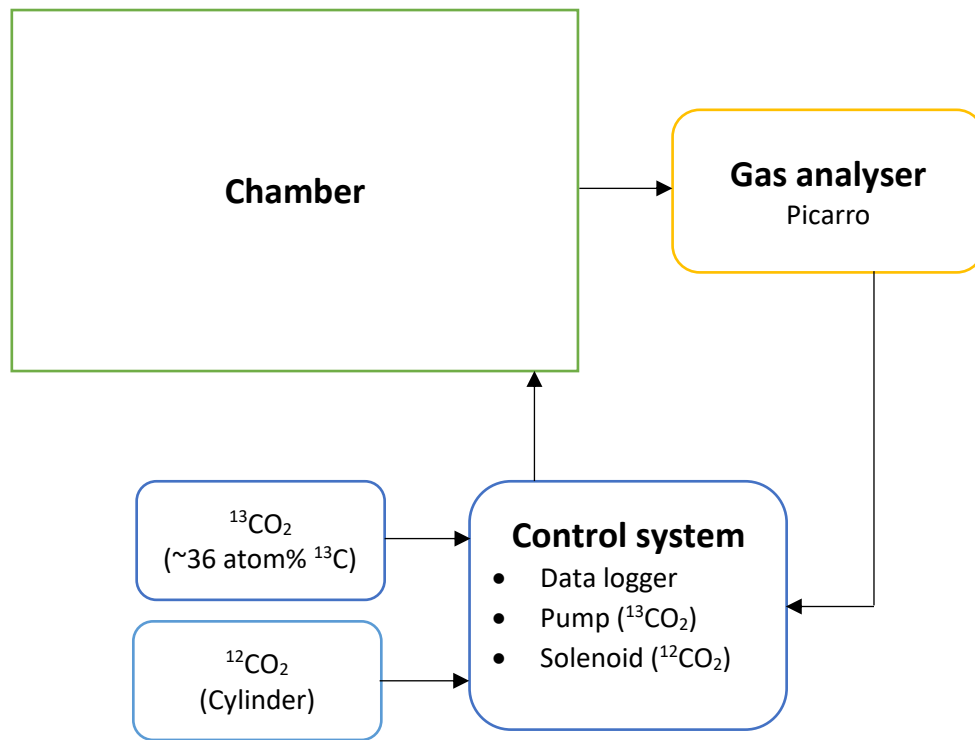 Chamber
Gas analyser
Picarro
¹³CO₂
(~36 atom% ¹³C)
¹²CO₂
(Cylinder)
Control system
• Data logger
• Pump (¹³CO₂)
• Solenoid (¹²CO₂)